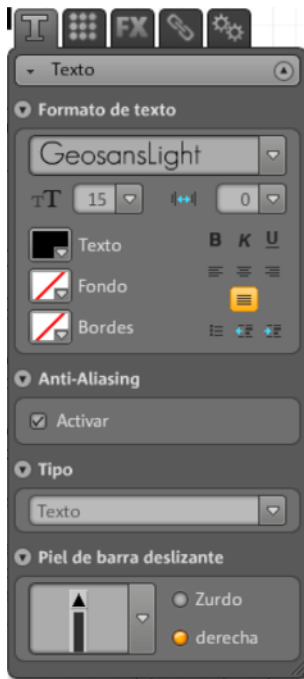 T FX
Texto
Formato de texto
GeosansLight
TT 15 0
Texto B K U
Fondo
Bordes
Anti-Aliasing
Activar
Tipo
Texto
Piel de barra deslizante
Zurdo
derecha